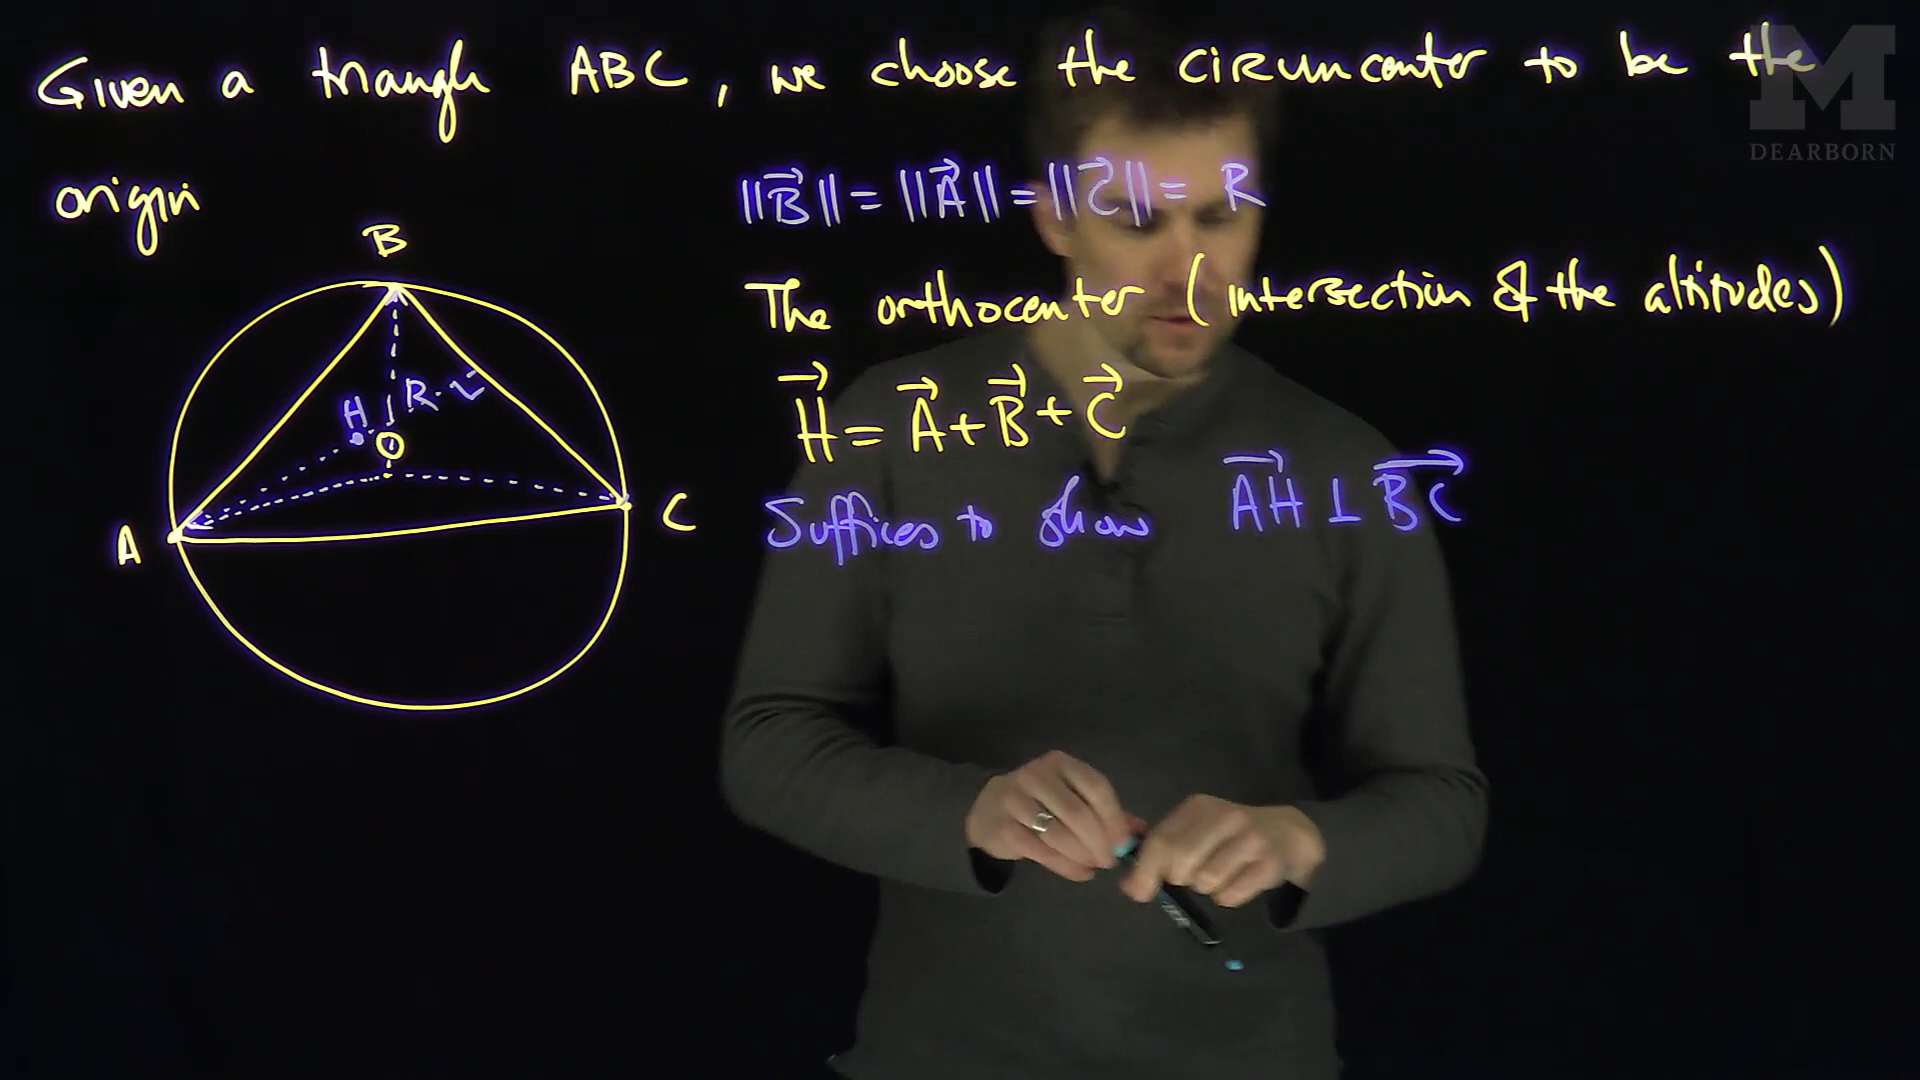 Given a triangle ABC, we choose the circumcenter to be the
origin
M
DEARBORN
||B|| = ||A|| = ||C|| = R
B
The orthocenter (intersection of the altitudes)
H = A + B + C
H R
O
Suffices to show AH ⊥ BC
A
C